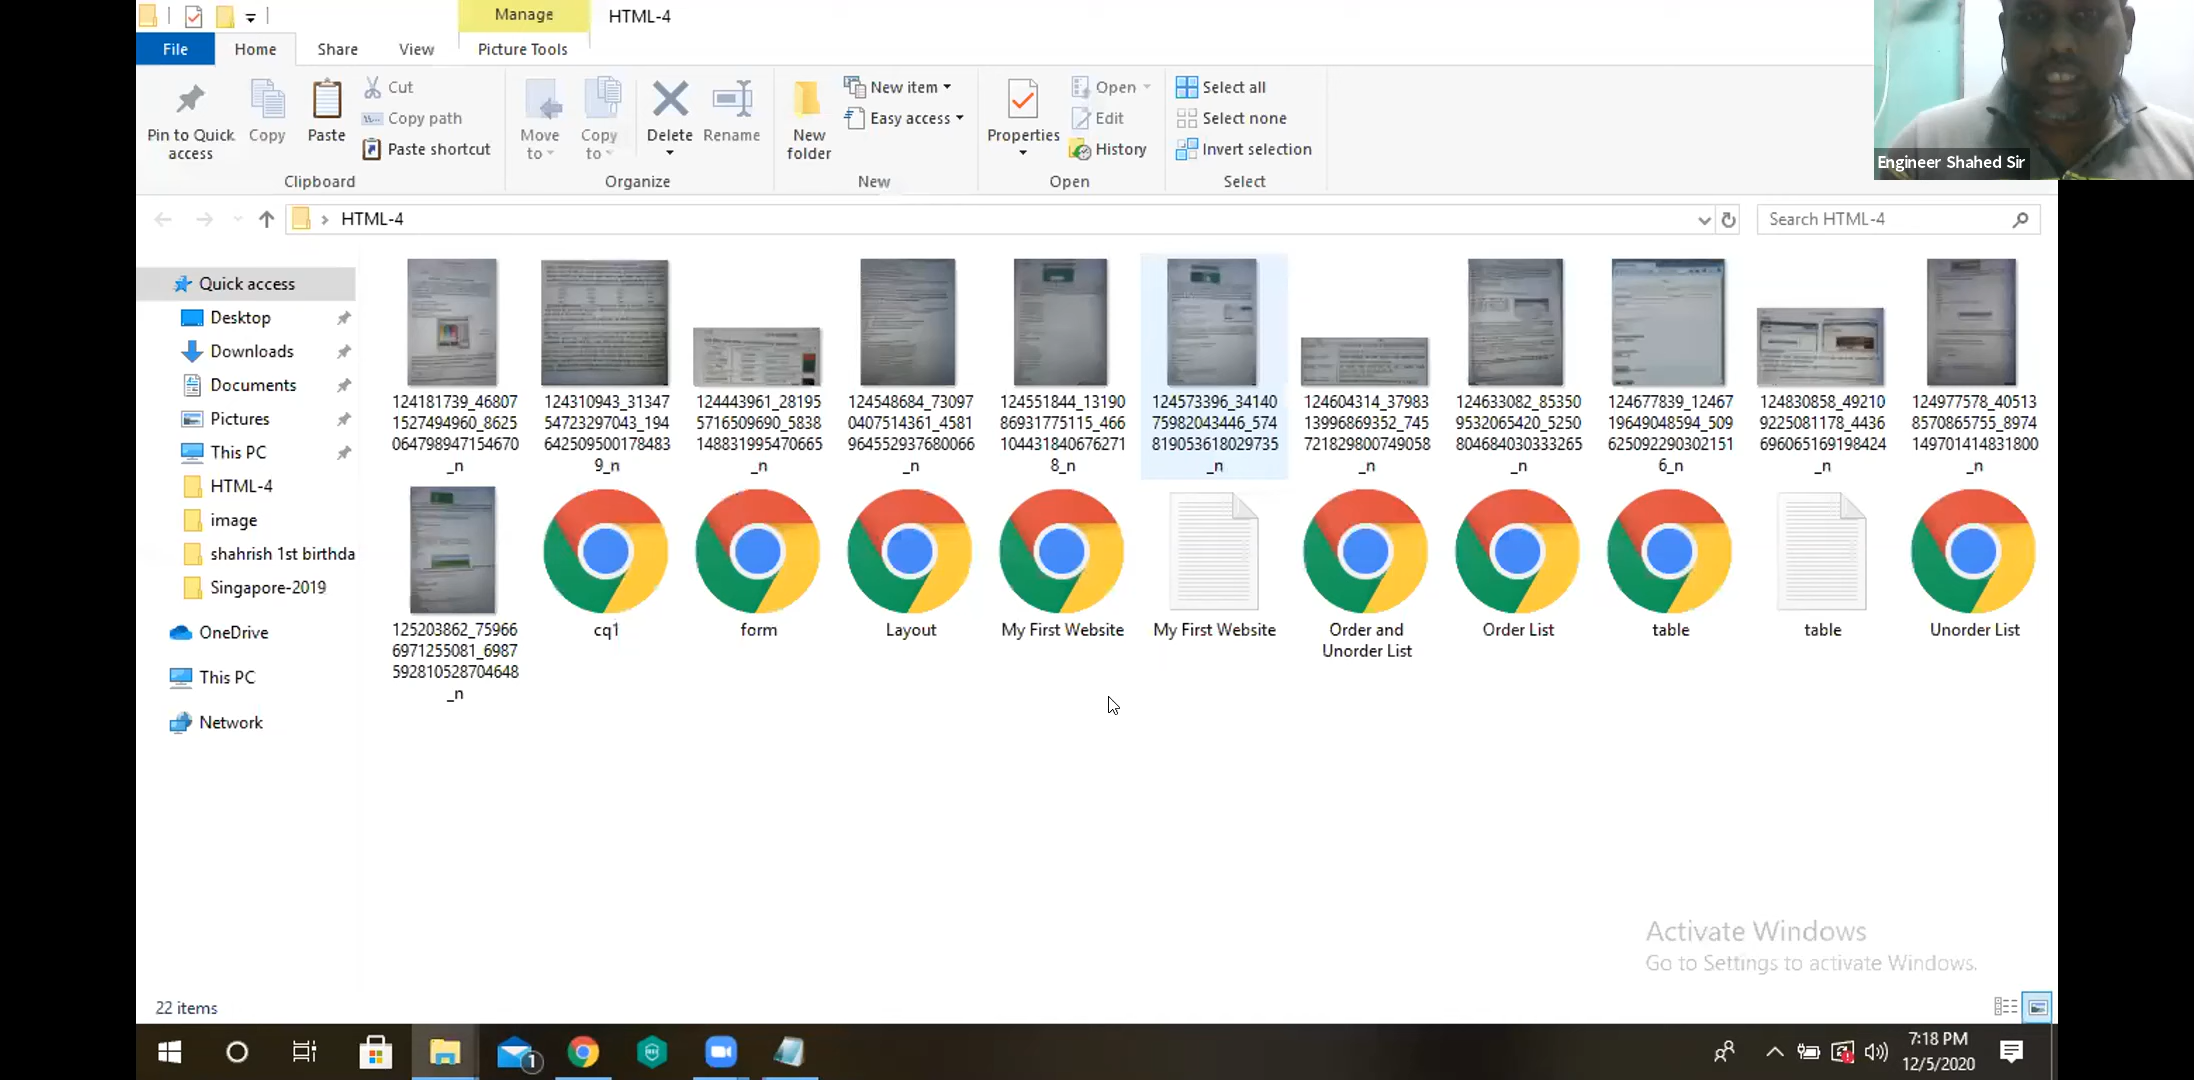 Manage
HTML-4
File
Home
Share
View
Picture Tools
Pin to Quick
access
Copy
Paste
Cut
Copy path
Paste shortcut
Clipboard
Move
to
Copy
to
Delete
Rename
Organize
New
folder
New item
Easy access
New
Properties
Open
Edit
History
Open
Select all
Select none
Invert selection
Select
Engineer Shahed Sir
HTML-4
Search HTML-4
Quick access
Desktop
Downloads
Documents
Pictures
This PC
HTML-4
image
shahrish 1st birthda
Singapore-2019
OneDrive
This PC
Network
124181739_46807
1527494960_8625
064798947154670
_n
124310943_31347
54723297043_194
642509500178483
9_n
124443961_28195
5716509690_5838
148831995470665
_n
124548684_73097
0407514361_4581
964552937680066
_n
124551844_13190
86931775115_466
104431840676271
8_n
124573396_34140
75982043446_574
819053618029735
_n
124604314_37983
13996869352_745
721829800749058
_n
124633082_85350
9532065420_5250
804684030333265
_n
124677839_12467
19649048594_509
625092290302151
6_n
124830858_49210
9225081178_4436
696065169198424
_n
124977578_40513
8570865755_8974
149701414831800
_n
125203862_75966
6971255081_6987
592810528704648
_n
cq1
form
Layout
My First Website
My First Website
Order and
Unorder List
Order List
table
table
Unorder List
Activate Windows
Go to Settings to activate Windows.
22 items
1
7:18 PM
12/5/2020